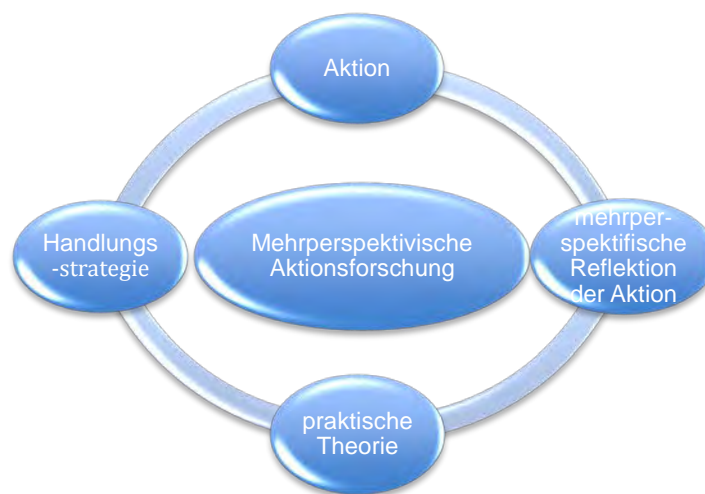 Aktion
Handlungs
-strategie
Mehrperspektivische
Aktionsforschung
mehrper-
spektifische
Reflektion
der Aktion
praktische
Theorie